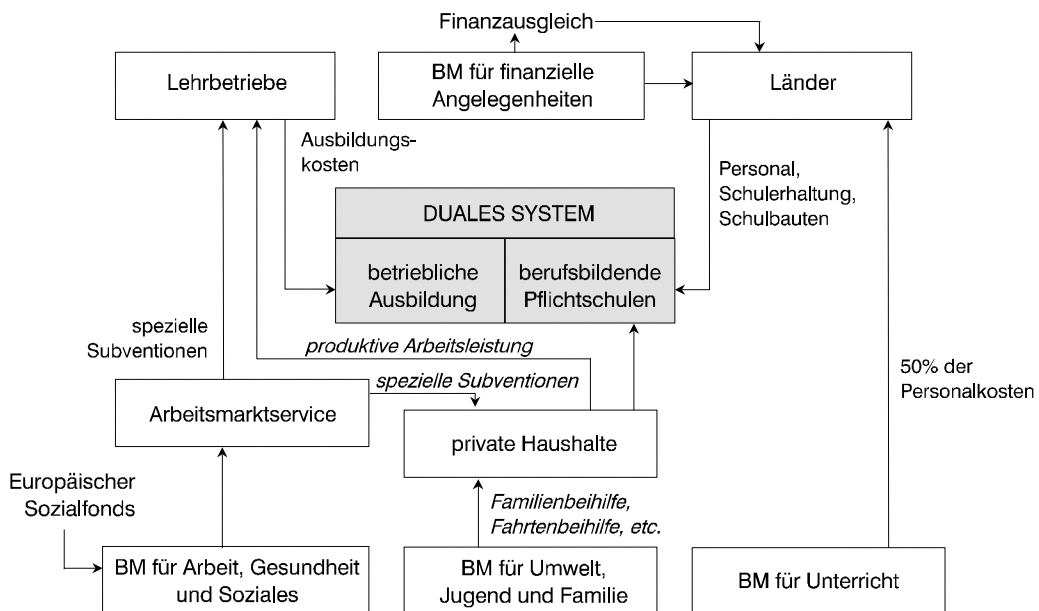 Finanzausgleich
Lehrbetriebe
BM für finanzielle
Angelegenheiten
Länder
Ausbildungs-
kosten
Personal,
Schulerhaltung,
Schulbauten
DUALES SYSTEM
betriebliche
Ausbildung
berufsbildende
Pflichtschulen
spezielle
Subventionen
produktive Arbeitsleistung
spezielle Subventionen
50% der
Personalkosten
Arbeitsmarktservice
private Haushalte
Europäischer
Sozialfonds
Familienbeihilfe,
Fahrtenbeihilfe, etc.
BM für Arbeit, Gesundheit
und Soziales
BM für Umwelt,
Jugend und Familie
BM für Unterricht